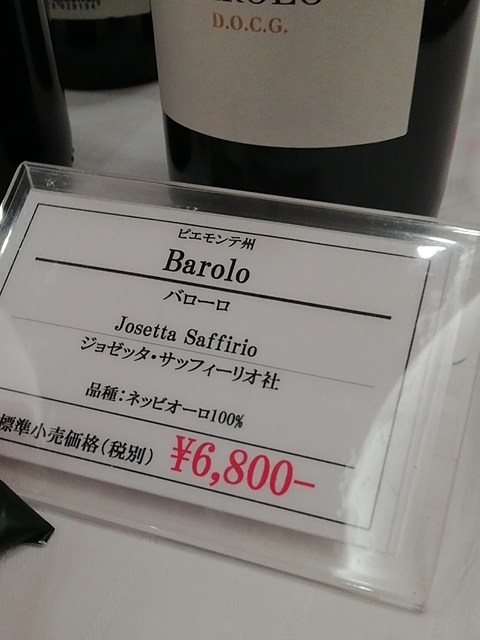 D.O.C.G.
ピエモンテ州
Barolo
バローロ
Josetta Saffirio
ジョゼッタ・サッフィーリオ社
品種：ネッビオーロ100%
標準小売価格（税別） ¥6,800−